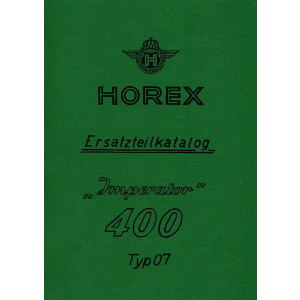 H
HOREX
Ersatzteilkatalog
„Imperator"
400
Typ 07